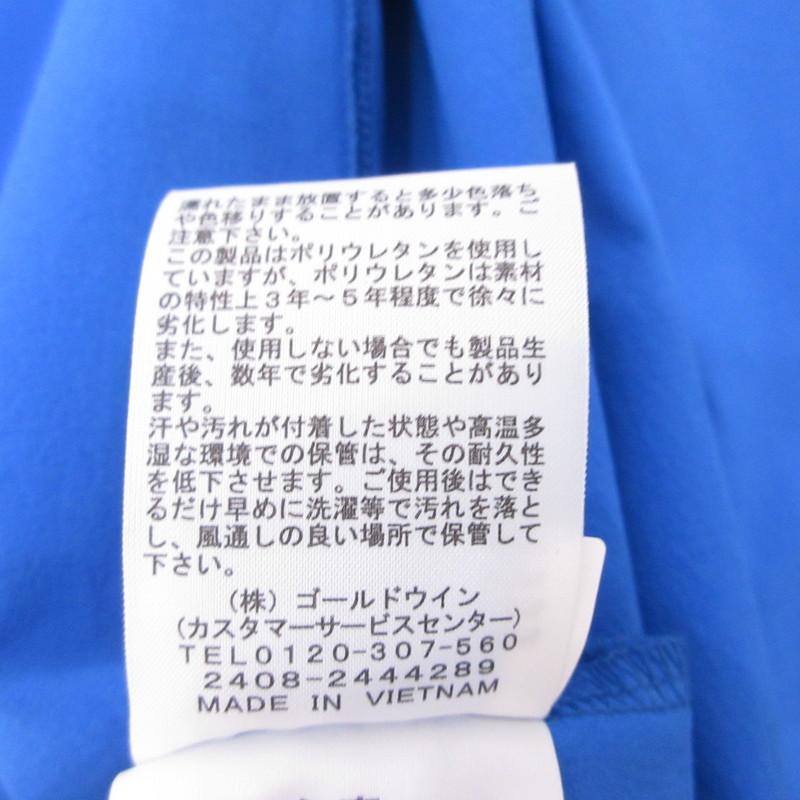 濡れたまま放置すると多少色落ち
や色移りすることがあります。ご
注意下さい。
この製品はポリウレタンを使用し
ていますが、ポリウレタンは素材
の特性上３年～５年程度で徐々に
劣化します。
また、使用しない場合でも製品生
産後、数年で劣化することがあり
ます。
汗や汚れが付着した状態や高温多
湿な環境での保管は、その耐久性
を低下させます。ご使用後はでき
るだけ早めに洗濯等で汚れを落と
し、風通しの良い場所で保管して
下さい。
（株）ゴールドウイン
（カスタマーサービスセンター）
TEL0120-307-560
2408-2444289
MADE IN VIETNAM